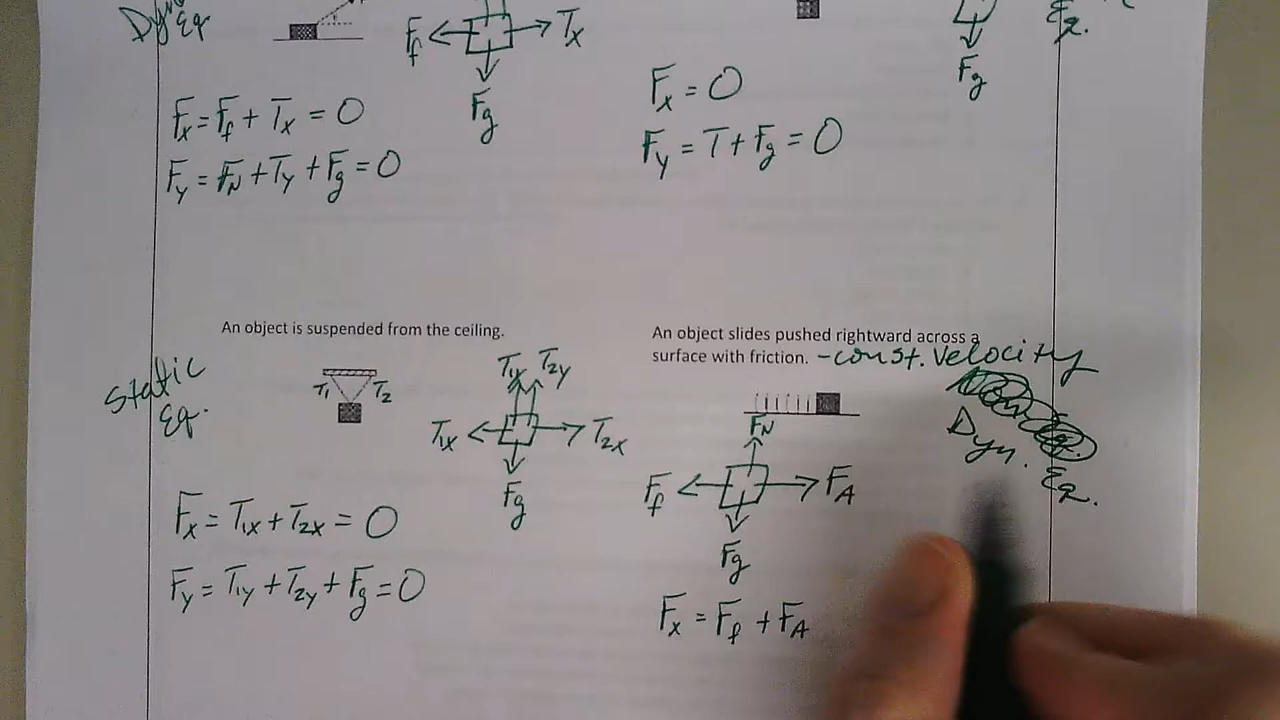 Dyn Eq
Ff Tx
Fg
Fx = Ff + Tx = 0
Fy = FN + Ty + Fg = 0
Eq.
Fg
Fx = 0
Fy = T + Fg = 0
An object is suspended from the ceiling.
Static
Eq.
T1 T2
T1y T2y
T1x T2x
Fg
Fx = T1x + T2x = 0
Fy = T1y + T2y + Fg = 0
An object slides pushed rightward across a
surface with friction. - const. velocity
Dyn.
Eq.
FN
Ff FA
Fg
Fx = Ff + FA